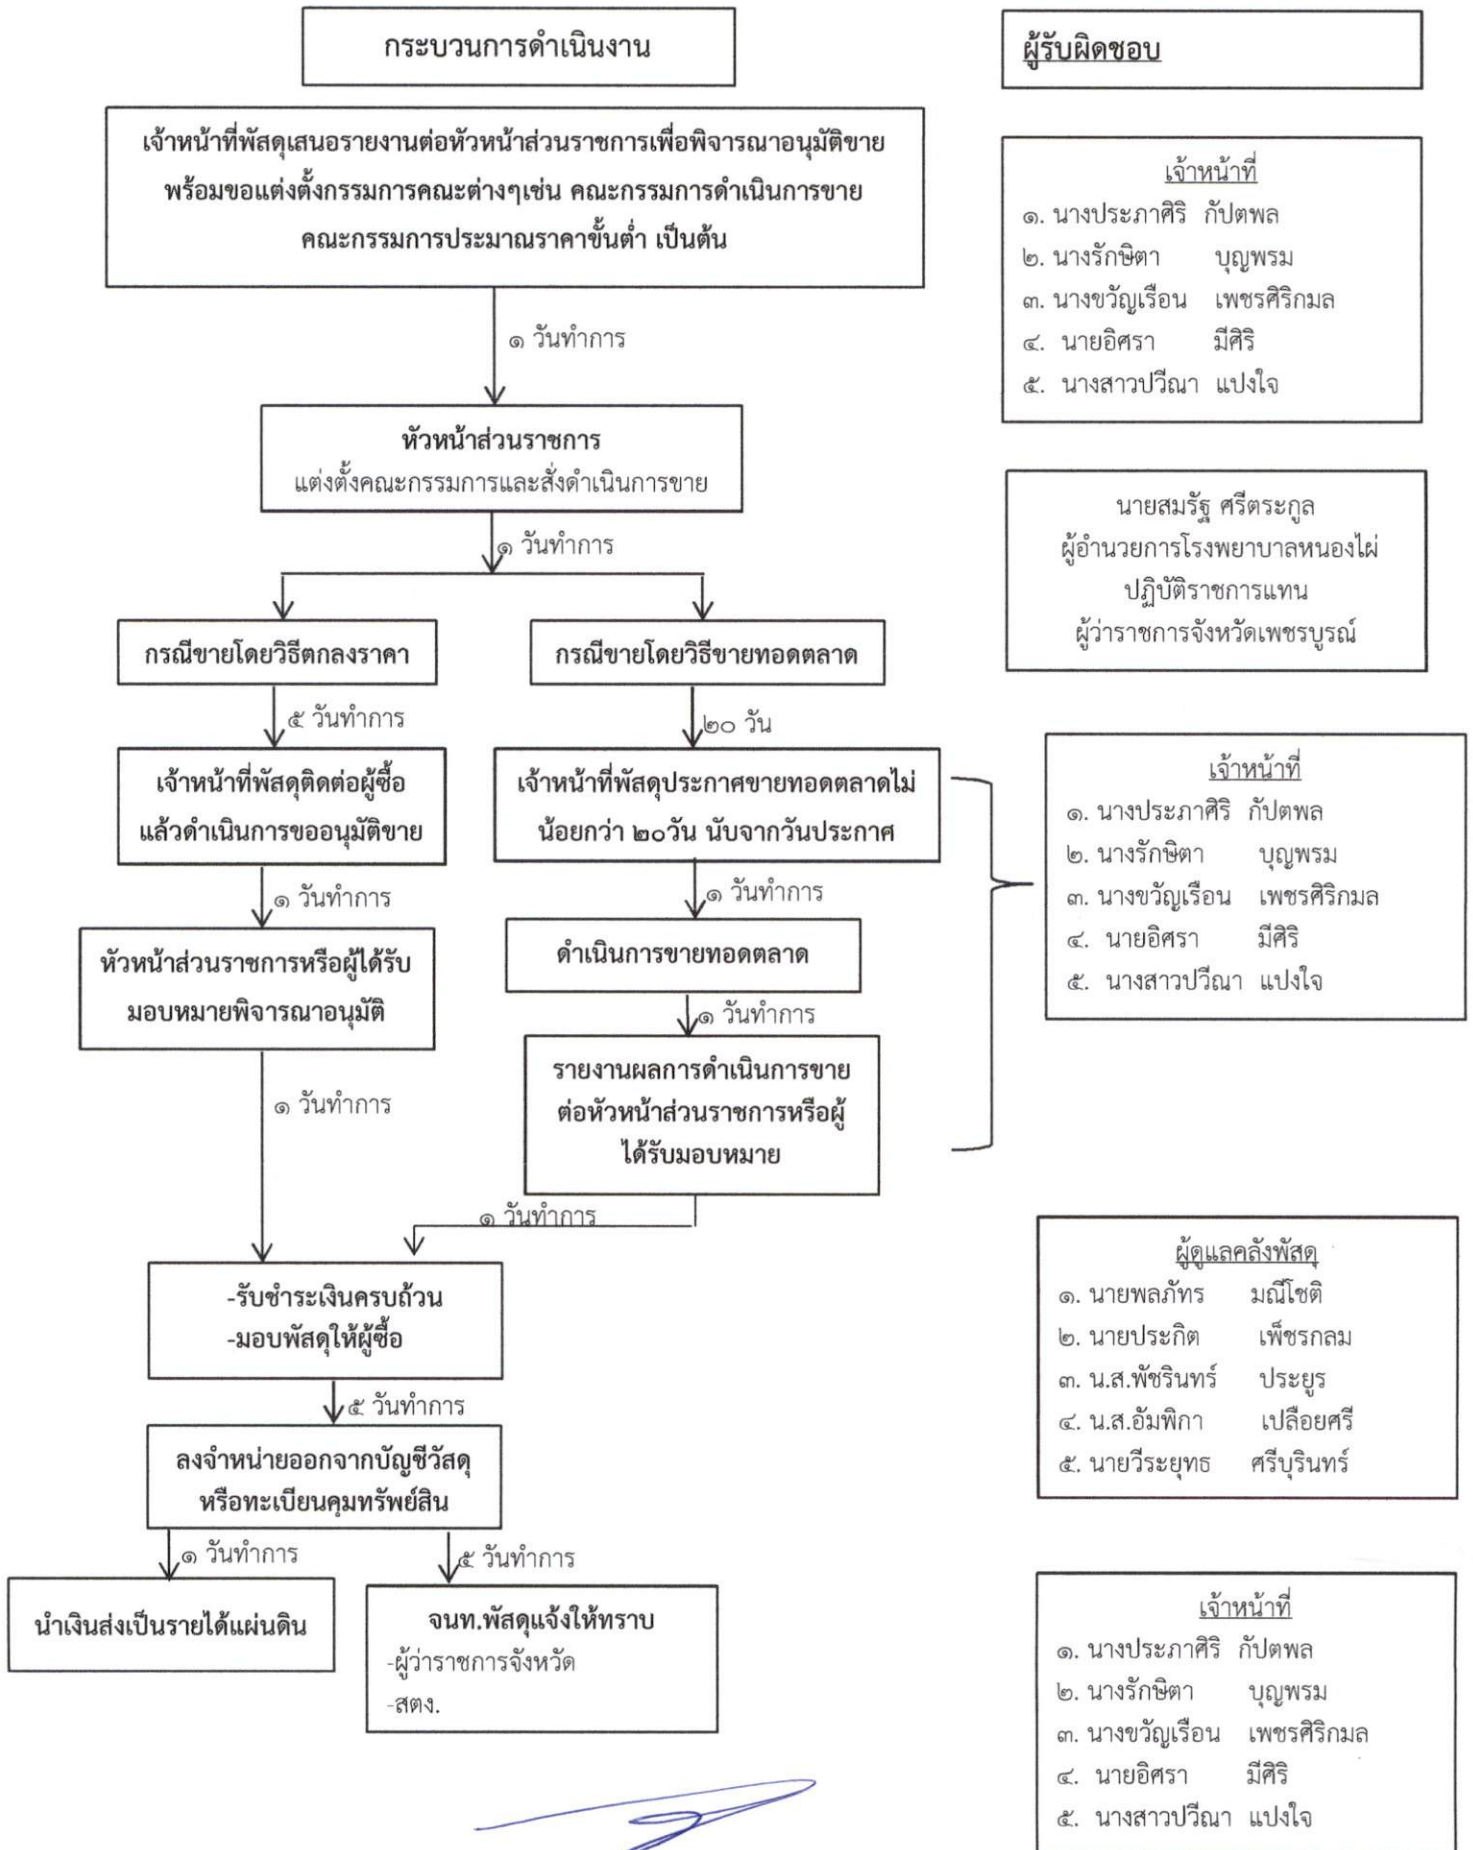 กระบวนการดำเนินงาน
ผู้รับผิดชอบ
เจ้าหน้าที่พัสดุเสนอรายงานต่อหัวหน้าส่วนราชการเพื่อพิจารณาอนุมัติขาย
พร้อมขอแต่งตั้งกรรมการคณะต่างๆเช่น คณะกรรมการดำเนินการขาย
คณะกรรมการประมาณราคาขั้นต่ำ เป็นต้น
เจ้าหน้าที่
๑. นางประภาศิริ กัปตพล
๒. นางรักษิตา บุญพรม
๓. นางขวัญเรือน เพชรศิริกมล
๔. นายอิศรา มีศิริ
๕. นางสาวปวีณา แปงใจ
๑ วันทำการ
หัวหน้าส่วนราชการ
แต่งตั้งคณะกรรมการและสั่งดำเนินการขาย
นายสมรัฐ ศรีตระกูล
ผู้อำนวยการโรงพยาบาลหนองไผ่
ปฏิบัติราชการแทน
ผู้ว่าราชการจังหวัดเพชรบูรณ์
๑ วันทำการ
กรณีขายโดยวิธีตกลงราคา
กรณีขายโดยวิธีขายทอดตลาด
๕ วันทำการ
๒๐ วัน
เจ้าหน้าที่พัสดุติดต่อผู้ซื้อ
แล้วดำเนินการขออนุมัติขาย
เจ้าหน้าที่พัสดุประกาศขายทอดตลาดไม่
น้อยกว่า ๒๐วัน นับจากวันประกาศ
เจ้าหน้าที่
๑. นางประภาศิริ กัปตพล
๒. นางรักษิตา บุญพรม
๓. นางขวัญเรือน เพชรศิริกมล
๔. นายอิศรา มีศิริ
๕. นางสาวปวีณา แปงใจ
๑ วันทำการ
๑ วันทำการ
หัวหน้าส่วนราชการหรือผู้ได้รับ
มอบหมายพิจารณาอนุมัติ
ดำเนินการขายทอดตลาด
๑ วันทำการ
รายงานผลการดำเนินการขาย
ต่อหัวหน้าส่วนราชการหรือผู้
ได้รับมอบหมาย
๑ วันทำการ
๑ วันทำการ
-รับชำระเงินครบถ้วน
-มอบพัสดุให้ผู้ซื้อ
ผู้ดูแลคลังพัสดุ
๑. นายพลภัทร มณีโชติ
๒. นายประกิต เพ็ชรกลม
๓. น.ส.พัชรินทร์ ประยูร
๔. น.ส.อัมพิกา เปลือยศรี
๕. นายวีระยุทธ ศรีบุรินทร์
๕ วันทำการ
ลงจำหน่ายออกจากบัญชีวัสดุ
หรือทะเบียนคุมทรัพย์สิน
๑ วันทำการ
๕ วันทำการ
นำเงินส่งเป็นรายได้แผ่นดิน
จนท.พัสดุแจ้งให้ทราบ
-ผู้ว่าราชการจังหวัด
-สตง.
เจ้าหน้าที่
๑. นางประภาศิริ กัปตพล
๒. นางรักษิตา บุญพรม
๓. นางขวัญเรือน เพชรศิริกมล
๔. นายอิศรา มีศิริ
๕. นางสาวปวีณา แปงใจ